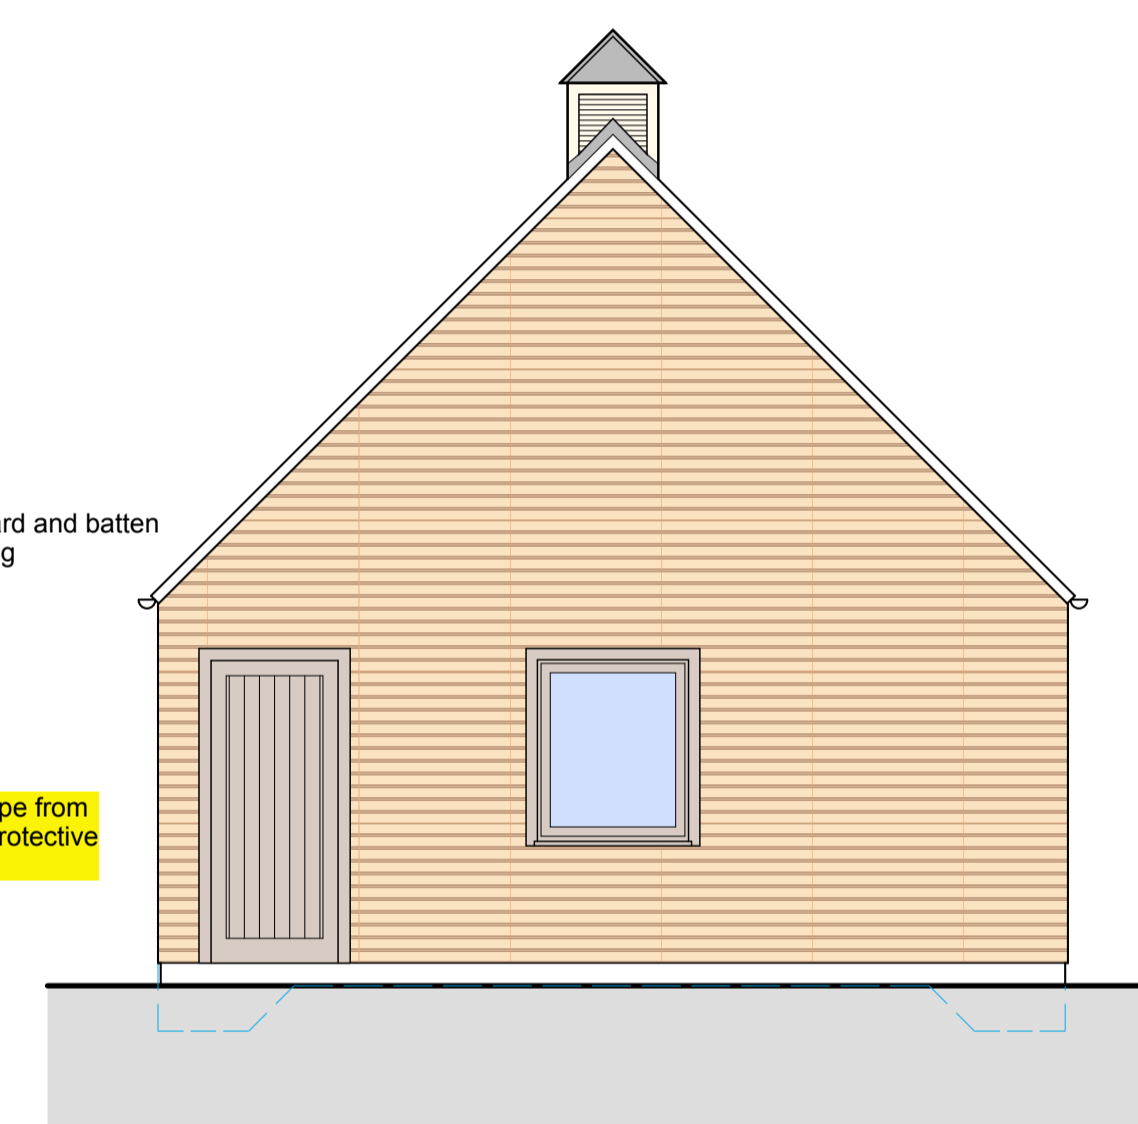 rd and batten
g
pe from
rotective